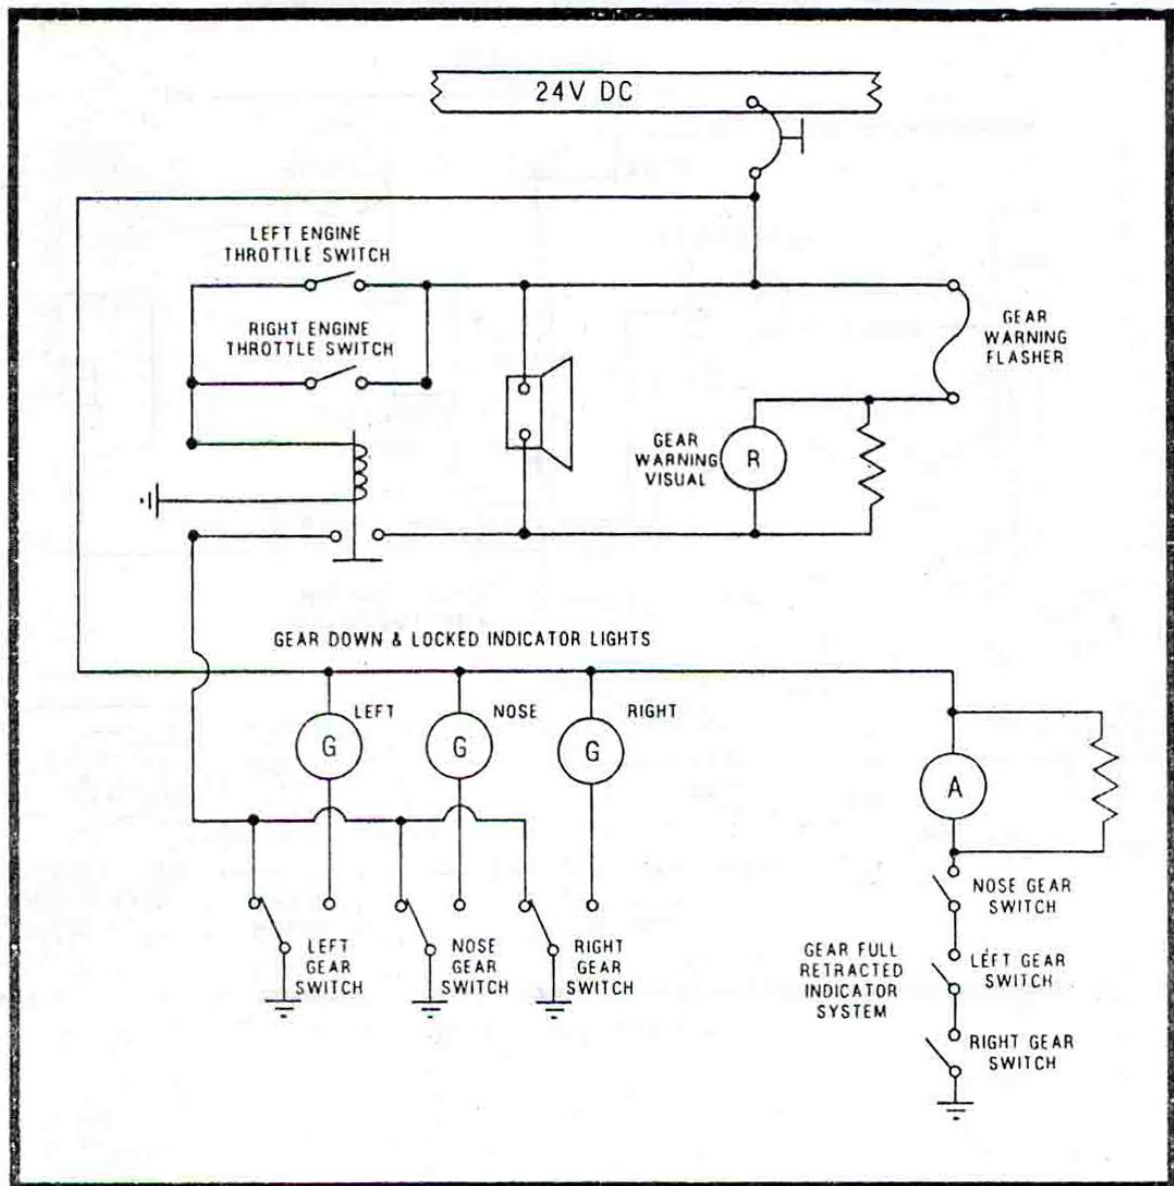 24V DC
LEFT ENGINE
THROTTLE SWITCH
RIGHT ENGINE
THROTTLE SWITCH
GEAR
WARNING
FLASHER
GEAR
WARNING
VISUAL
R
GEAR DOWN & LOCKED INDICATOR LIGHTS
LEFT
NOSE
RIGHT
G
G
G
A
LEFT
GEAR
SWITCH
NOSE
GEAR
SWITCH
RIGHT
GEAR
SWITCH
GEAR FULL
RETRACTED
INDICATOR
SYSTEM
NOSE GEAR
SWITCH
LEFT GEAR
SWITCH
RIGHT GEAR
SWITCH